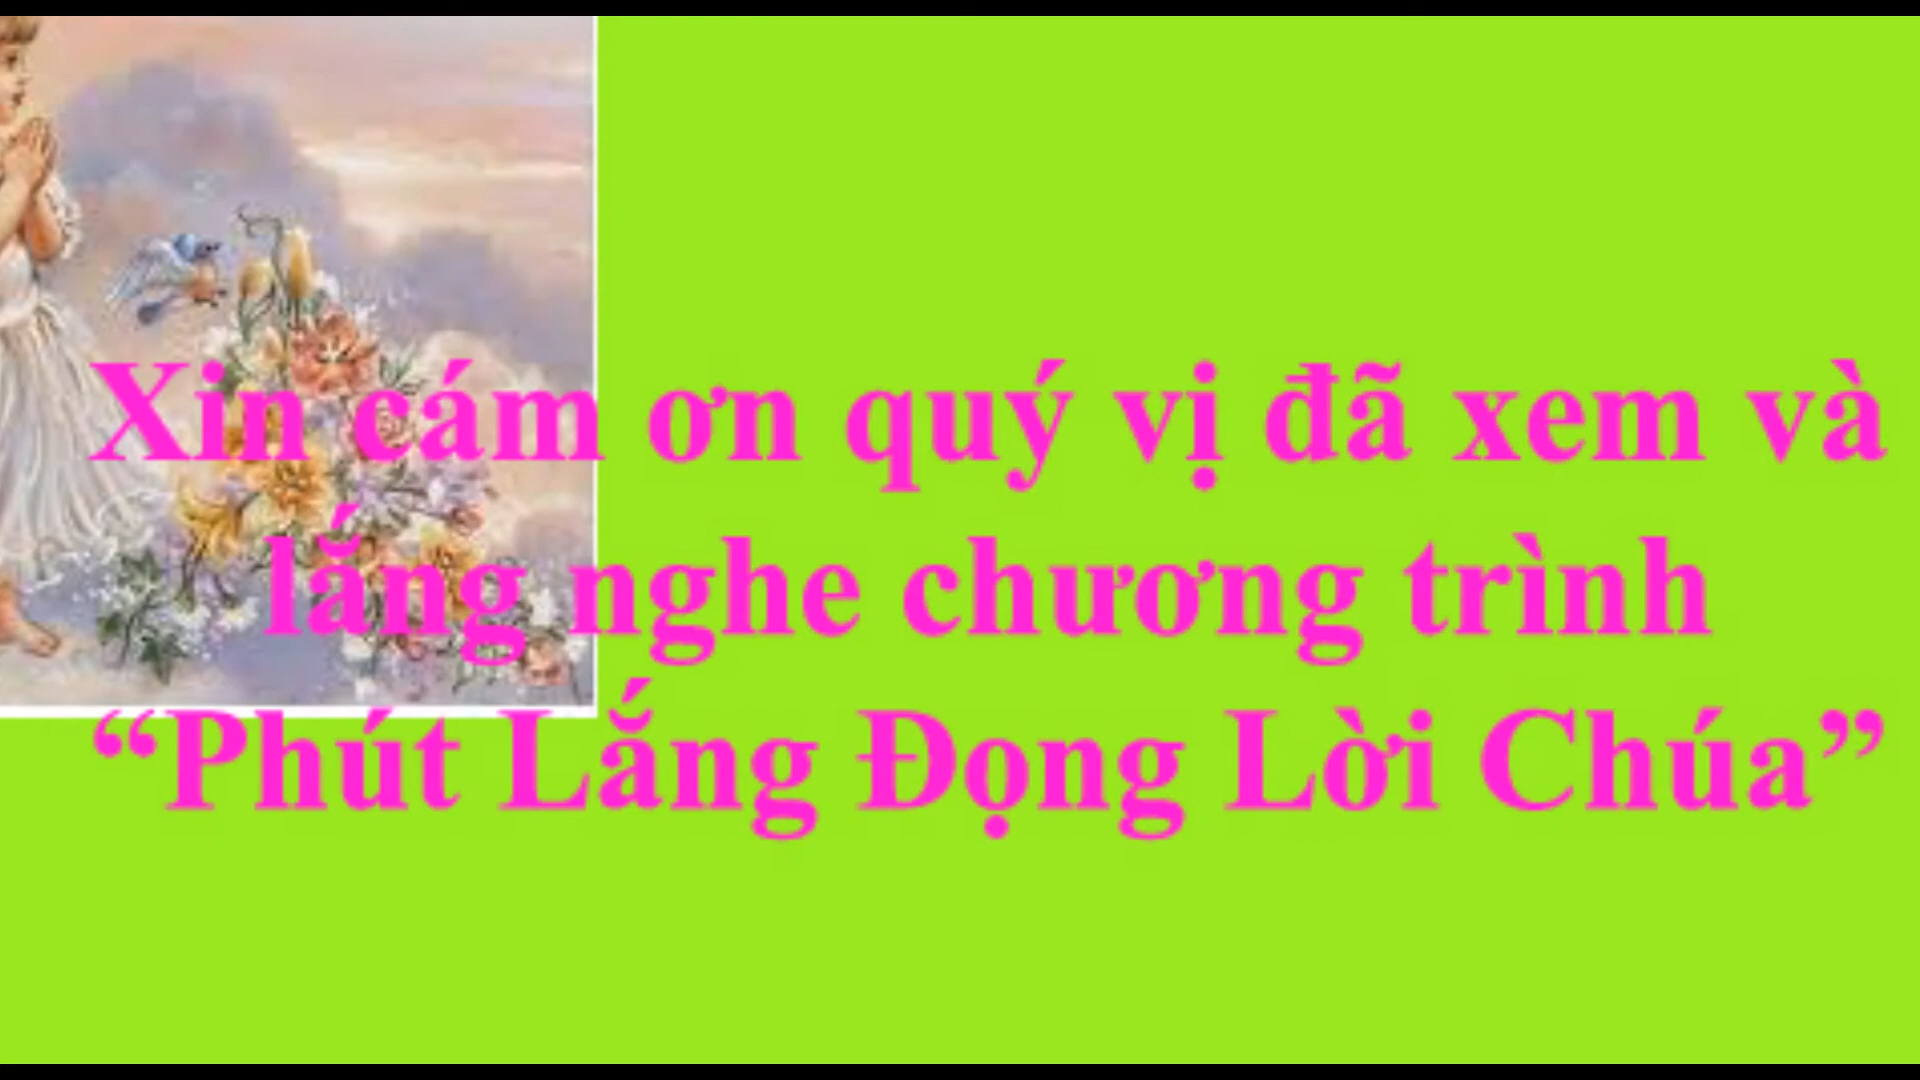 Xin cám ơn quý vị đã xem và
lắng nghe chương trình
“Phút Lắng Đọng Lời Chúa”